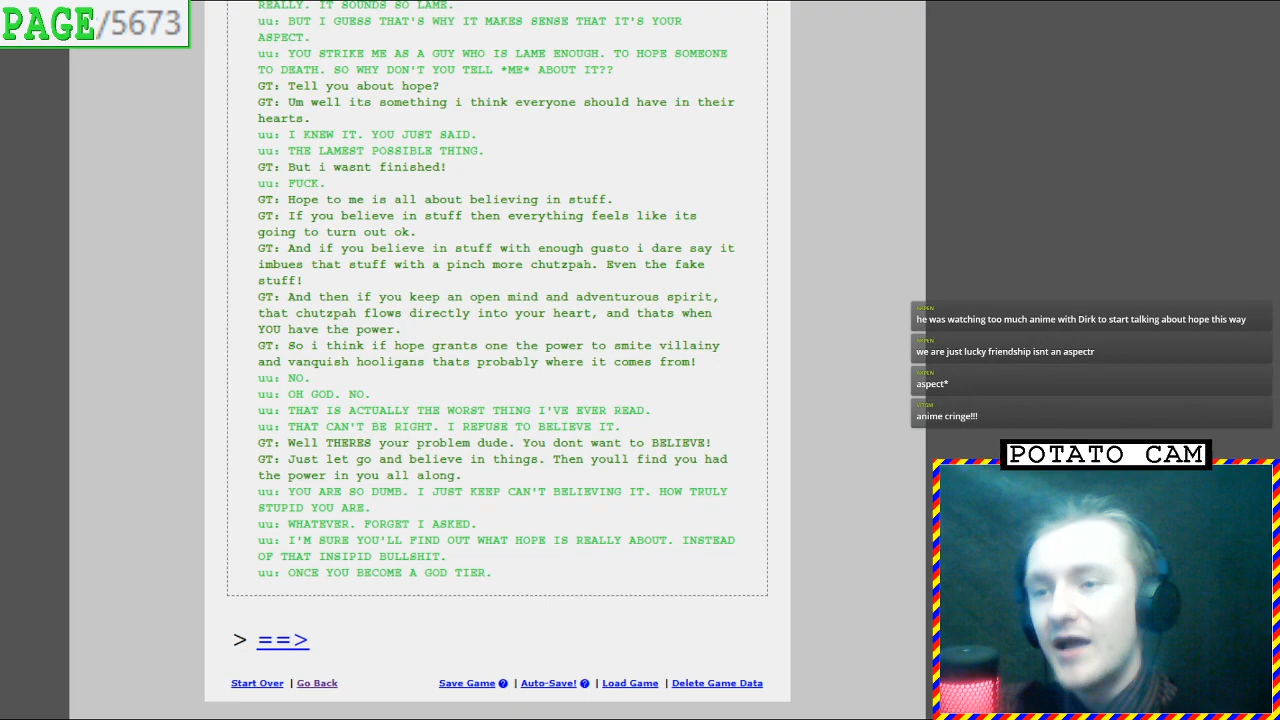 PAGE/5673
REALLY. IT SOUNDS SO LAME.
uu: BUT I GUESS THAT'S WHY IT MAKES SENSE THAT IT'S YOUR
ASPECT.
uu: YOU STRIKE ME AS A GUY WHO IS LAME ENOUGH. TO HOPE SOMEONE
TO DEATH. SO WHY DON'T YOU TELL *ME* ABOUT IT??
GT: Tell you about hope?
GT: Um well its something i think everyone should have in their
hearts.
uu: I KNEW IT. YOU JUST SAID.
uu: THE LAMEST POSSIBLE THING.
GT: But i wasnt finished!
uu: FUCK.
GT: Hope to me is all about believing in stuff.
GT: If you believe in stuff then everything feels like its
going to turn out ok.
GT: And if you believe in stuff with enough gusto i dare say it
imbues that stuff with a pinch more chutzpah. Even the fake
stuff!
GT: And then if you keep an open mind and adventurous spirit,
that chutzpah flows directly into your heart, and thats when
YOU have the power.
GT: So i think if hope grants one the power to smite villainy
and vanquish hooligans thats probably where it comes from!
uu: NO.
uu: OH GOD. NO.
uu: THAT IS ACTUALLY THE WORST THING I'VE EVER READ.
uu: THAT CAN'T BE RIGHT. I REFUSE TO BELIEVE IT.
GT: Well THERES your problem dude. You dont want to BELIEVE!
GT: Just let go and believe in things. Then youll find you had
the power in you all along.
uu: YOU ARE SO DUMB. I JUST KEEP CAN'T BELIEVING IT. HOW TRULY
STUPID YOU ARE.
uu: WHATEVER. FORGET I ASKED.
uu: I'M SURE YOU'LL FIND OUT WHAT HOPE IS REALLY ABOUT. INSTEAD
OF THAT INSIPID BULLSHIT.
uu: ONCE YOU BECOME A GOD TIER.
> ==>
Start Over | Go Back
Save Game ? | Auto-Save! ? | Load Game | Delete Game Data
he was watching too much anime with Dirk to start talking about hope this way
we are just lucky friendship isnt an aspectr
aspect*
anime cringe!!!
POTATO CAM